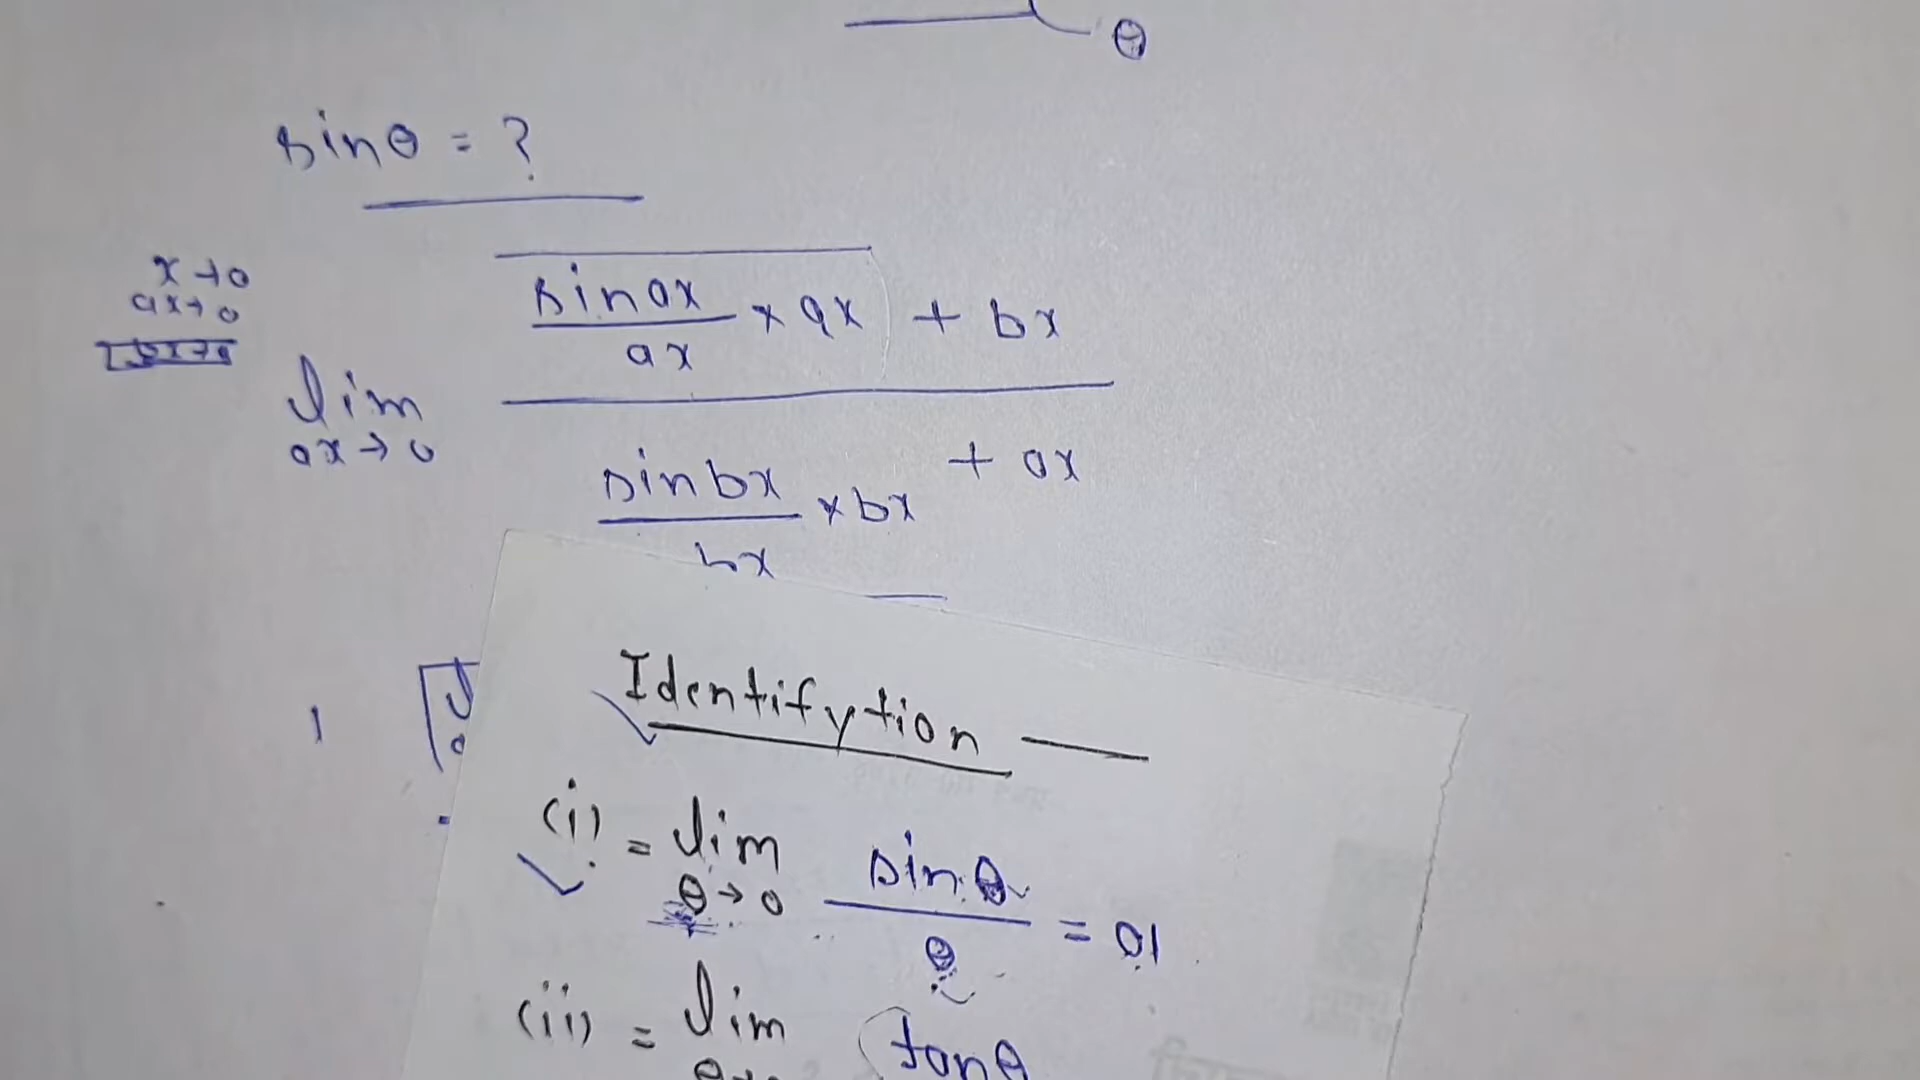 θ
sinθ = ?
x→0
ax→0
sin ax × ax + bx
ax
lim
ax→0
sin bx × bx + ax
bx
1
Identifytion —
(i) = lim sinθ = 01
θ→0 θ
(ii) = lim tanθ